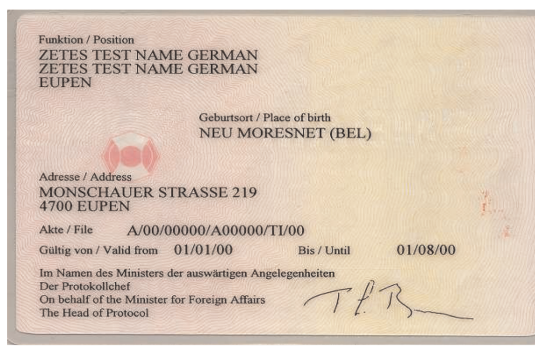 Funktion / Position
ZETES TEST NAME GERMAN
ZETES TEST NAME GERMAN
EUPEN
Geburtsort / Place of birth
NEU MORESNET (BEL)
Adresse / Address
MONSCHAUER STRASSE 219
4700 EUPEN
Akte / File A/00/00000/A00000/TI/00
Gültig von / Valid from 01/01/00 Bis / Until 01/08/00
Im Namen des Ministers der auswärtigen Angelegenheiten
Der Protokollchef
On behalf of the Minister for Foreign Affairs
The Head of Protocol